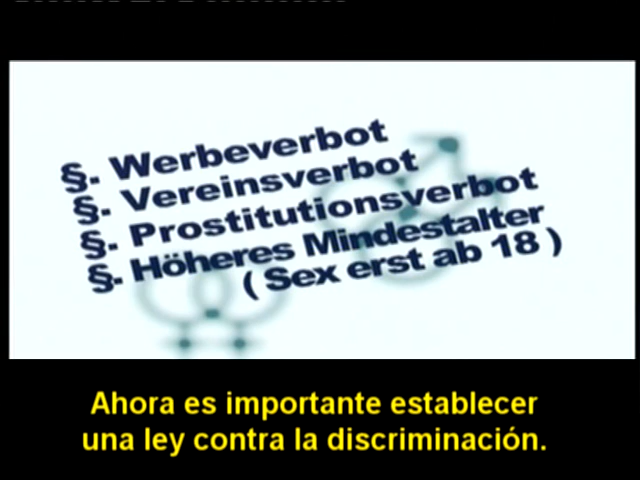 §. Werbeverbot
§. Vereinsverbot
§. Prostitutionsverbot
§. Höheres Mindestalter
( Sex erst ab 18 )
Ahora es importante establecer
una ley contra la discriminación.